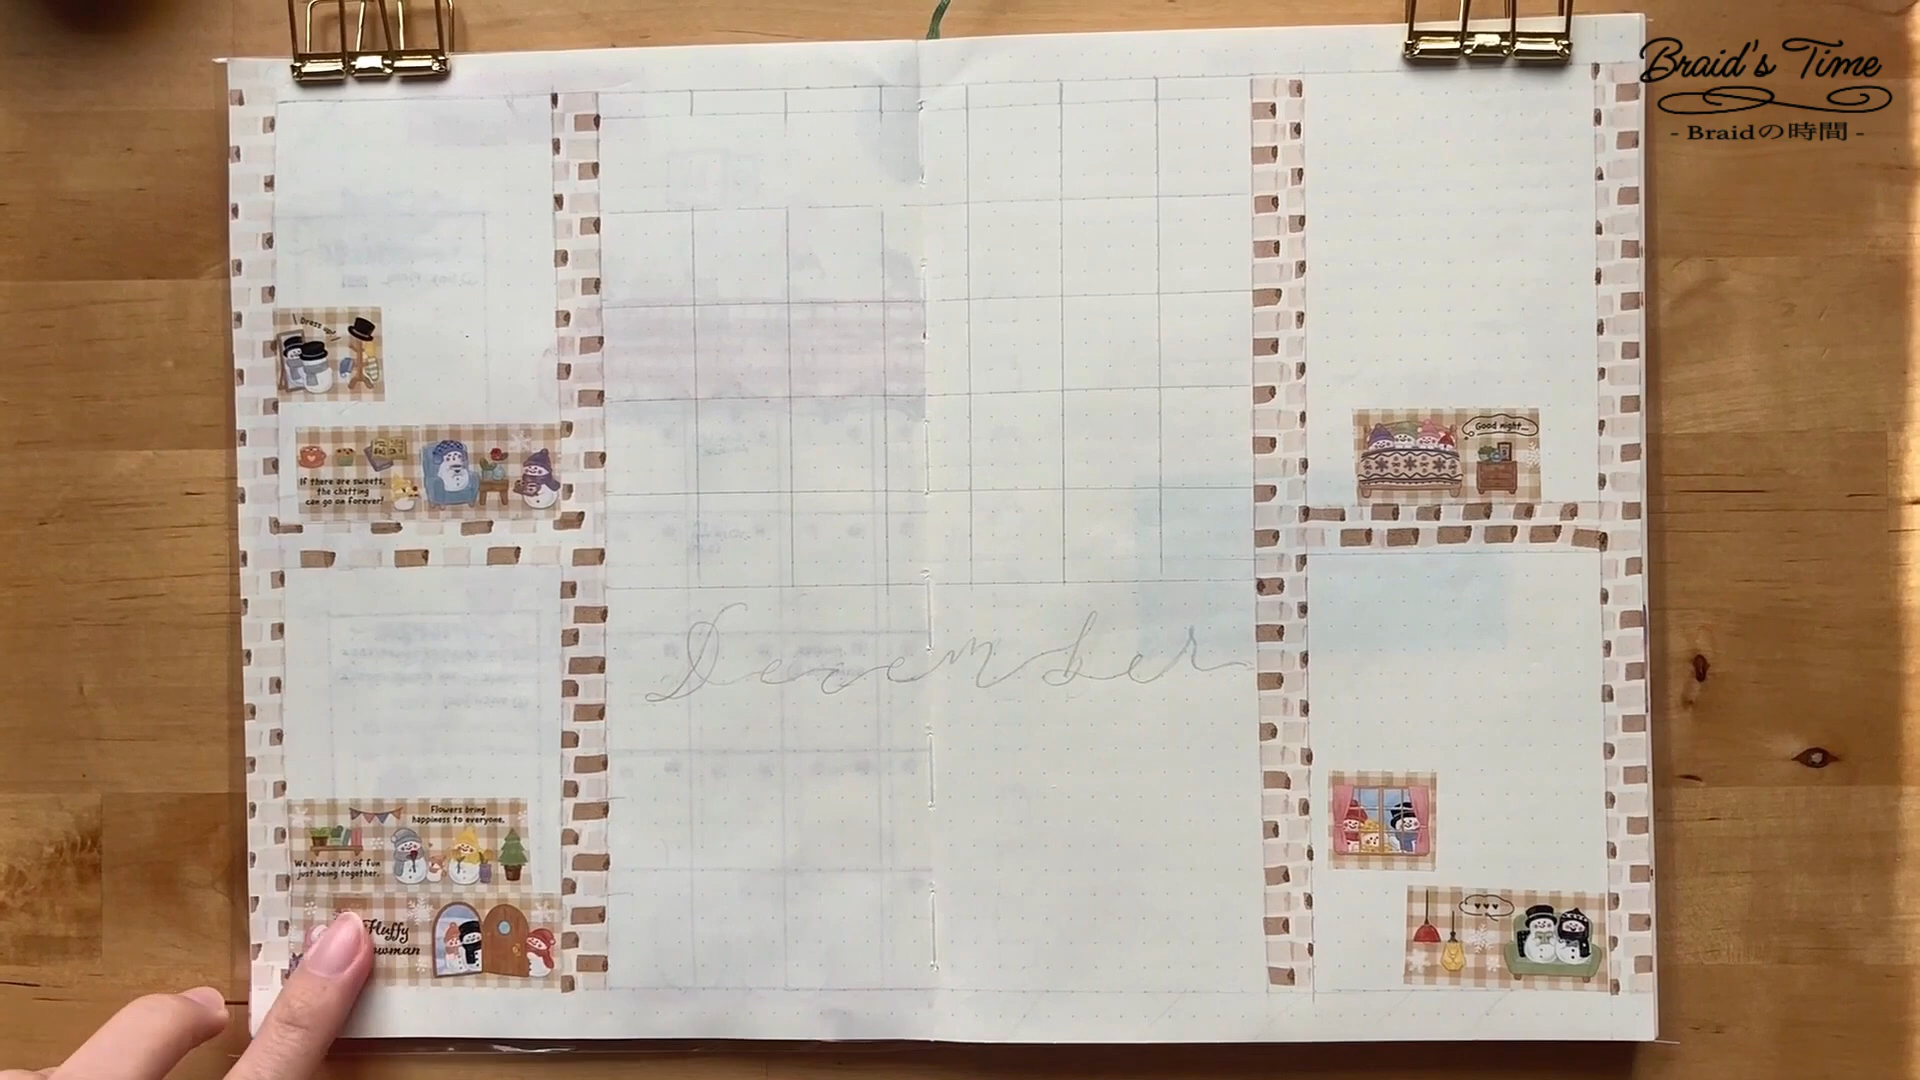 Braid's Time
- Braidの時間 -
Dress up!
If there are sweets,
the chatting
can go on forever!
Good night...
December
Flowers bring
happiness to everyone.
We have a lot of fun
just being together.
Fluffy